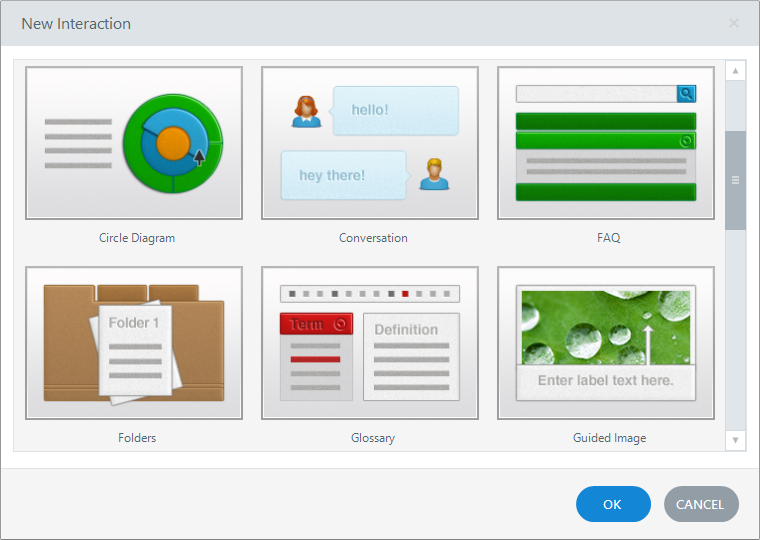 New Interaction
hello!
hey there!
Circle Diagram
Conversation
FAQ
Folder 1
Term
Definition
Enter label text here.
Folders
Glossary
Guided Image
OK
CANCEL